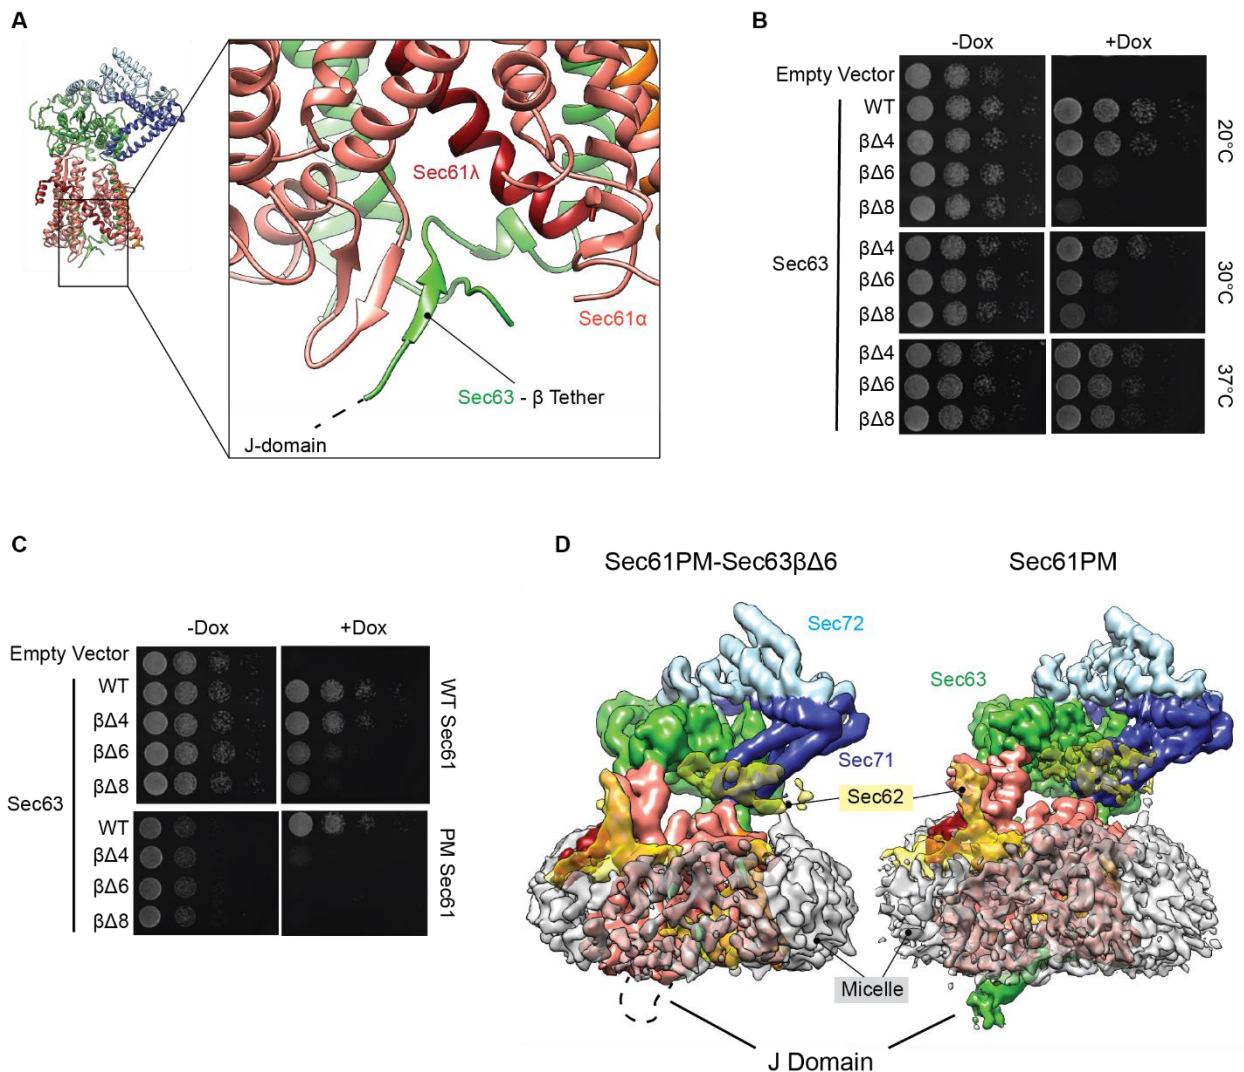 A
Sec61λ
Sec61α
Sec63 - β Tether
J-domain
B
-Dox +Dox
Empty Vector
WT
βΔ4
βΔ6
βΔ8
20°C
Sec63
βΔ4
βΔ6
βΔ8
30°C
βΔ4
βΔ6
βΔ8
37°C
C
-Dox +Dox
Empty Vector
WT
βΔ4
βΔ6
βΔ8
WT Sec61
Sec63
WT
βΔ4
βΔ6
βΔ8
PM Sec61
D
Sec61PM-Sec63βΔ6 Sec61PM
Sec72
Sec63
Sec71
Sec62
Micelle
J Domain